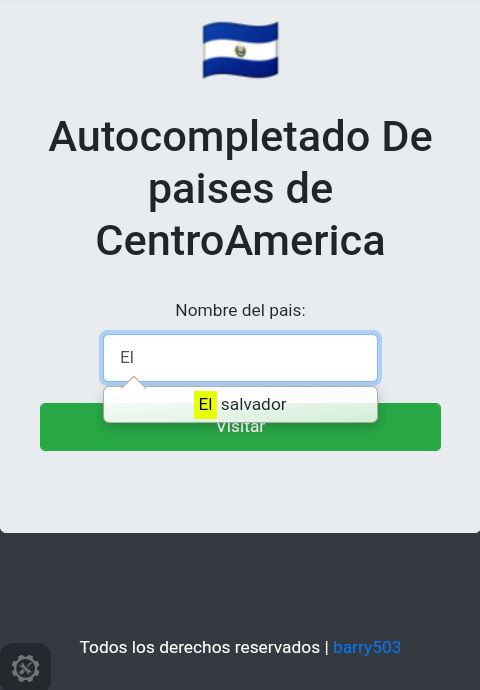 Autocompletado De
paises de
CentroAmerica
Nombre del pais:
El
El salvador
Visitar
Todos los derechos reservados | barry503